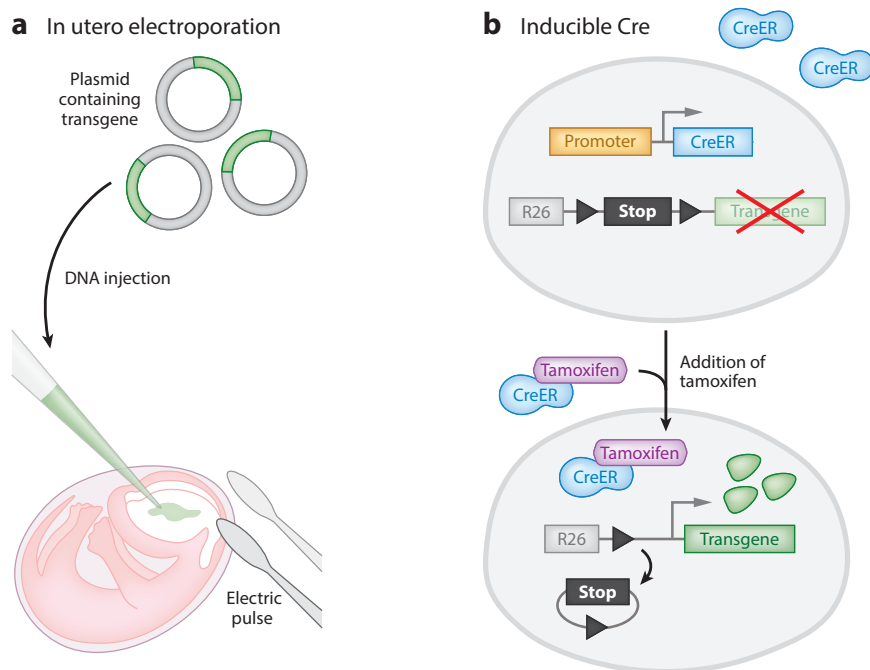 a In utero electroporation
Plasmid
containing
transgene
DNA injection
Electric
pulse
b Inducible Cre
CreER
CreER
Promoter CreER
R26 Stop Transgene
Addition of
tamoxifen
Tamoxifen
CreER
Tamoxifen
CreER
R26 Transgene
Stop